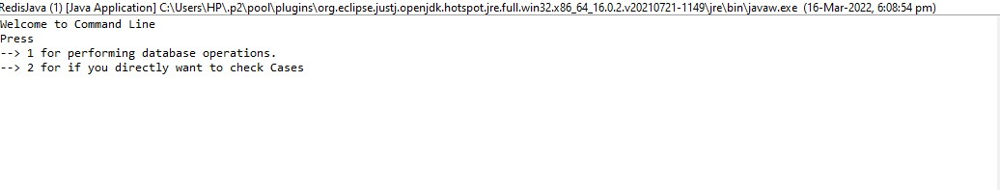 RedisJava (1) [Java Application] C:\Users\HP\.p2\pool\plugins\org.eclipse.justj.openjdk.hotspot.jre.full.win32.x86_64_16.0.2.v20210721-1149\jre\bin\javaw.exe (16-Mar-2022, 6:08:54 pm)
Welcome to Command Line
Press
--> 1 for performing database operations.
--> 2 for if you directly want to check Cases